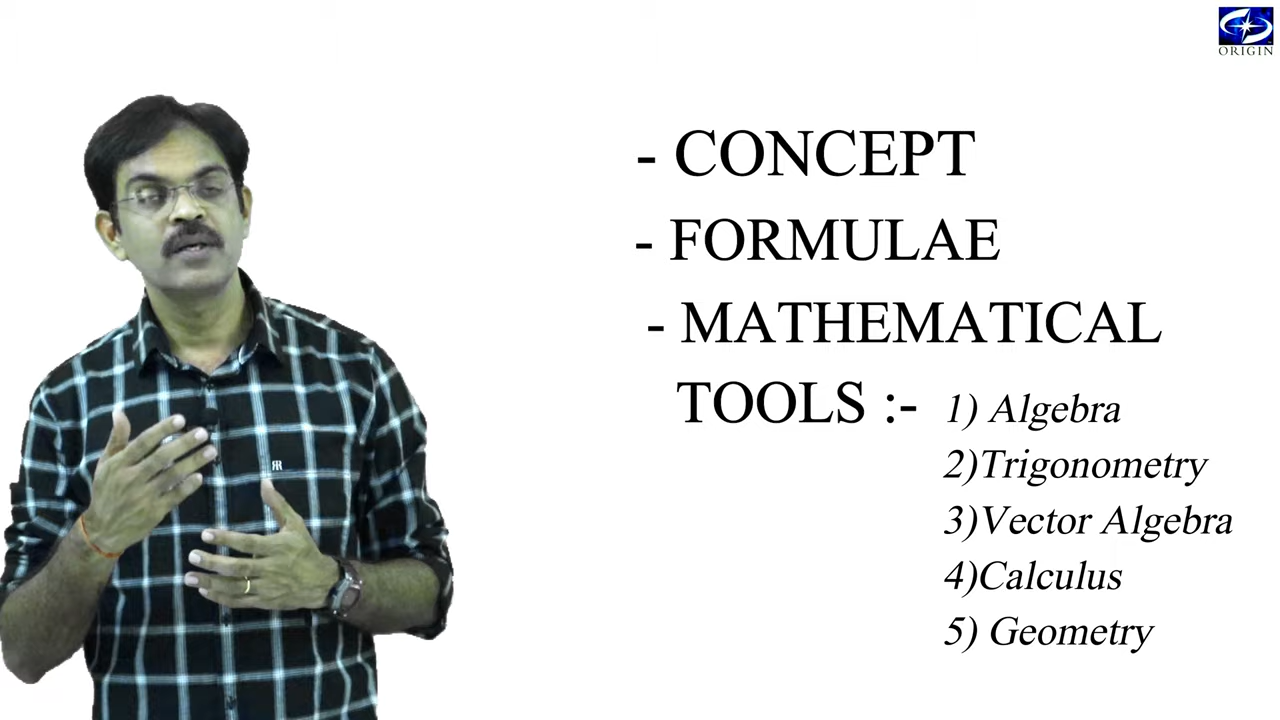 ORIGIN
- CONCEPT
- FORMULAE
- MATHEMATICAL
TOOLS :- 1) Algebra
2)Trigonometry
3)Vector Algebra
4)Calculus
5) Geometry